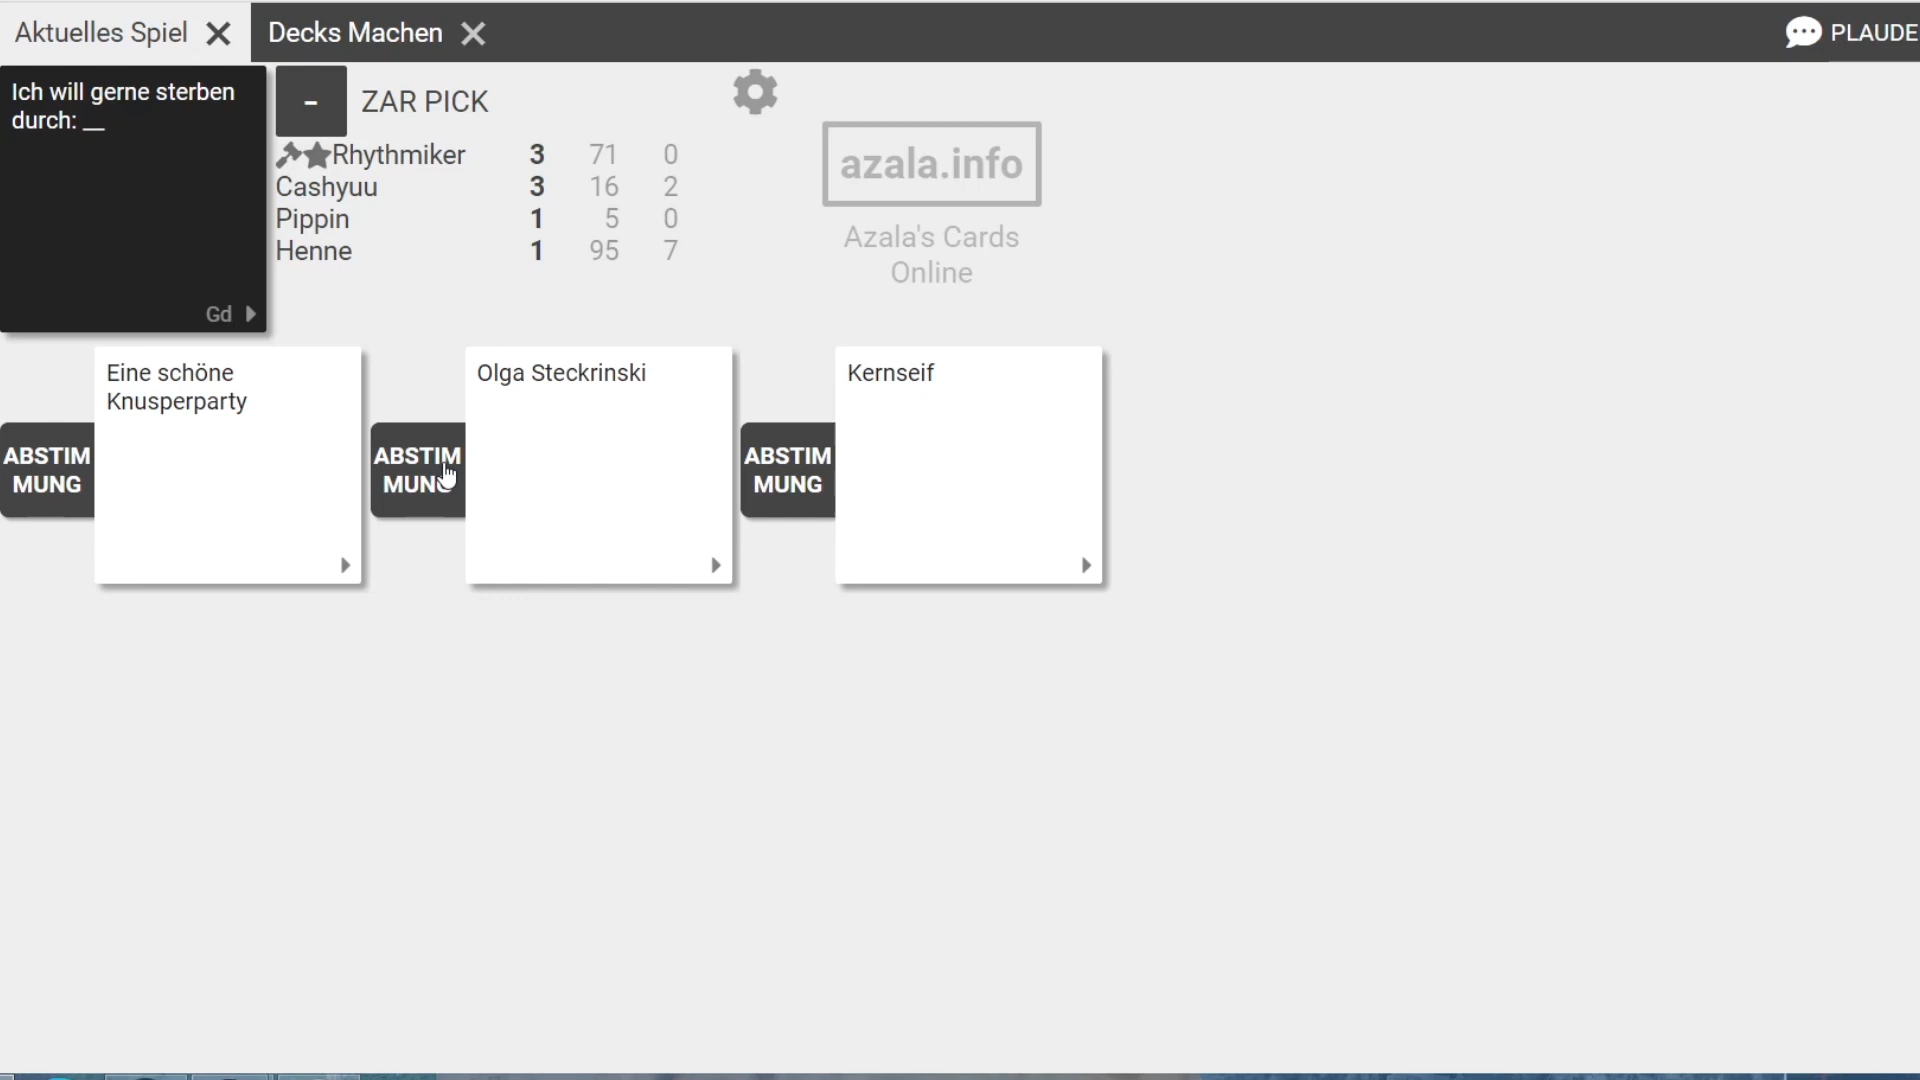 Aktuelles Spiel
Decks Machen
PLAUDE
Ich will gerne sterben
durch: __
Gd
-
ZAR PICK
Rhythmiker 3 71 0
Cashyuu 3 16 2
Pippin 1 5 0
Henne 1 95 7
azala.info
Azala's Cards
Online
ABSTIM
MUNG
Eine schöne
Knusperparty
ABSTIM
MUNG
Olga Steckrinski
ABSTIM
MUNG
Kernseif